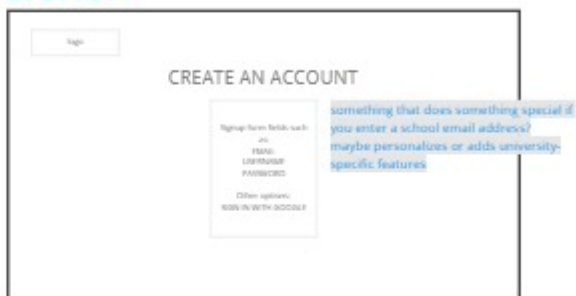 logo
CREATE AN ACCOUNT
something that does something special if
you enter a school email address?
maybe personalizes or adds university-
specific features
Signup form fields such
as:
EMAIL
USERNAME
PASSWORD
Other options:
SIGN IN WITH GOOGLE